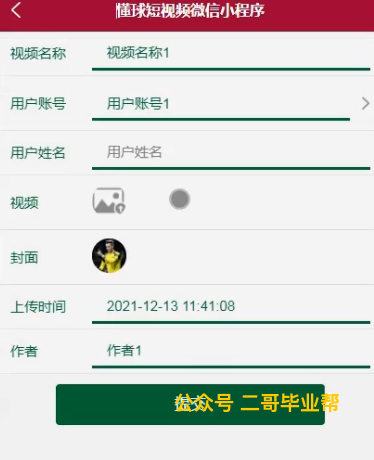 懂球短视频微信小程序
视频名称 视频名称1
用户账号 用户账号1
用户姓名 用户姓名
视频
封面
上传时间 2021-12-13 11:41:08
作者 作者1
提交
公众号 二哥毕业帮